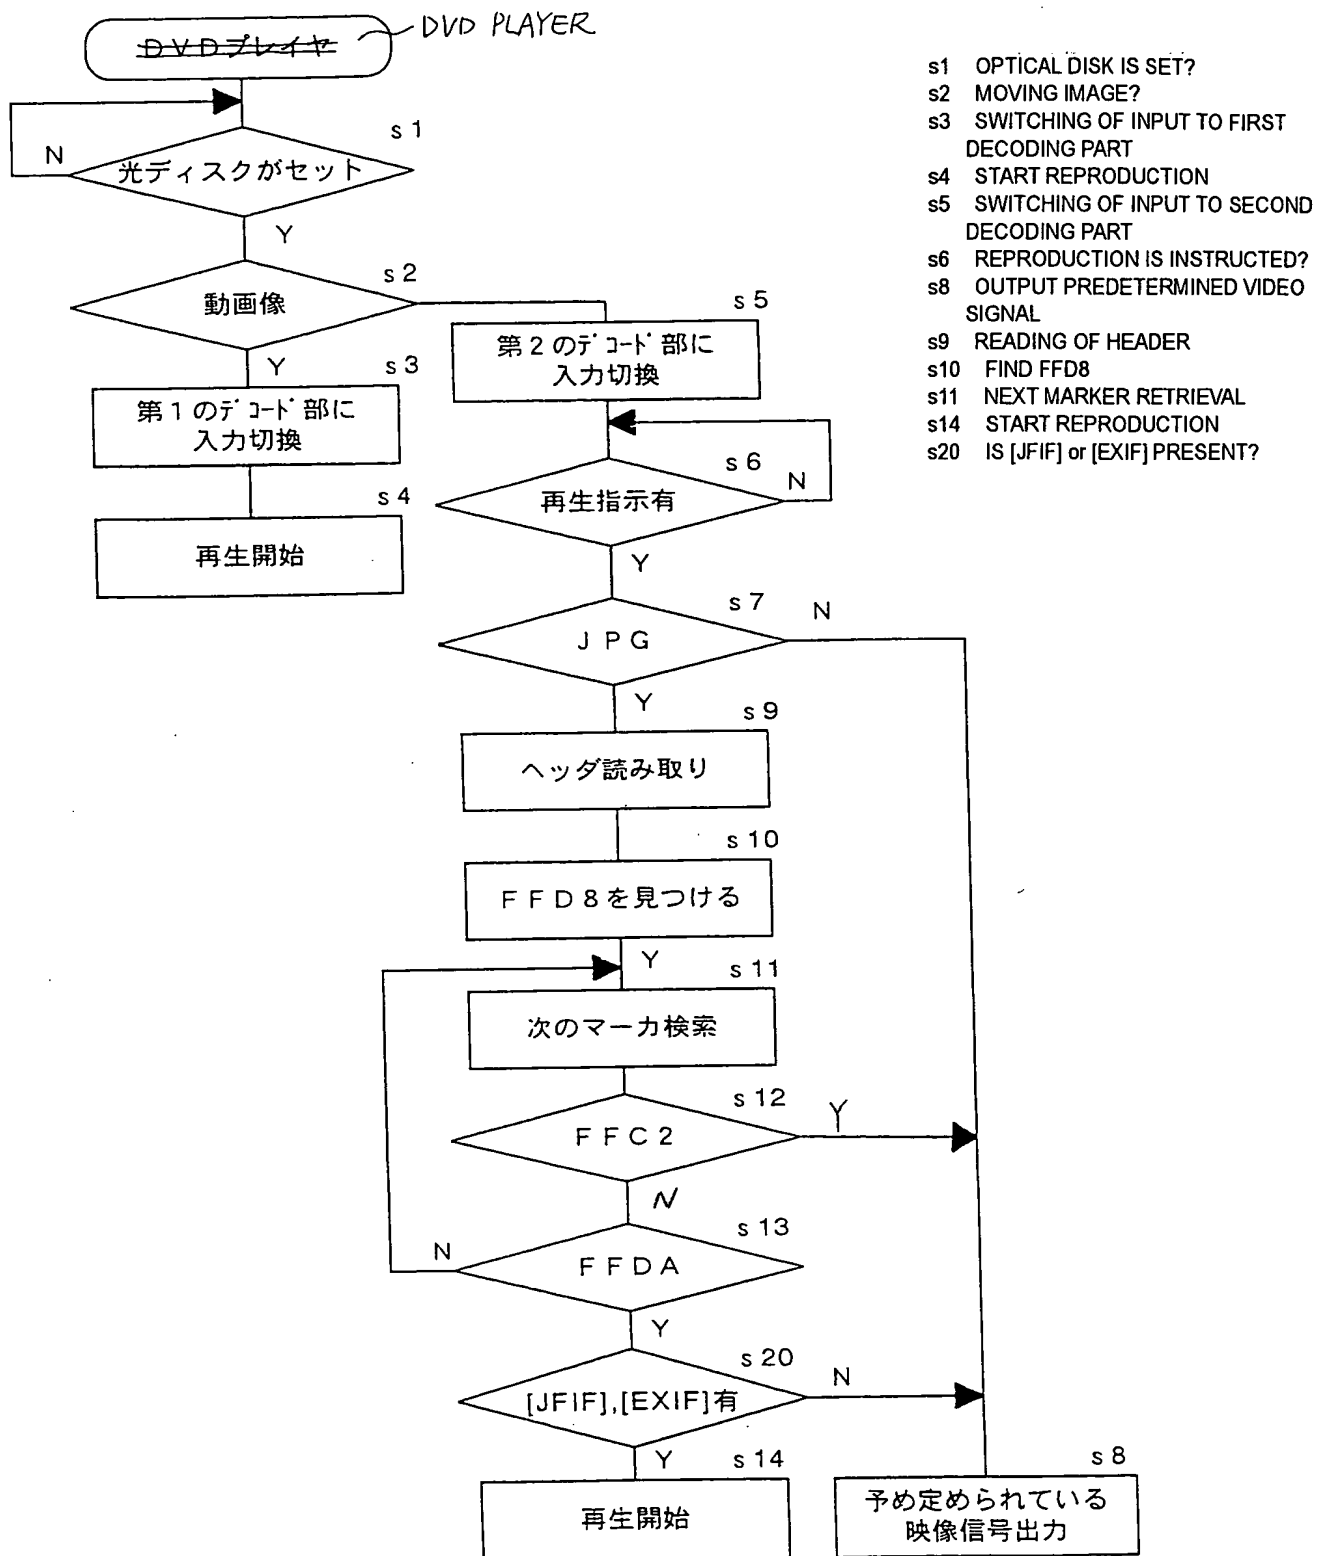 DVDプレイヤ
DVD PLAYER
s1
N
光ディスクがセット
Y
s2
動画像
Y
s3
第1のデコード部に
入力切換
s4
再生開始
s5
第2のデコード部に
入力切換
s6
N
再生指示有
Y
s7
N
JPG
Y
s9
ヘッダ読み取り
s10
FFD8を見つける
Y
s11
次のマーカ検索
s12
Y
FFC2
N
s13
N
FFDA
Y
s20
N
[JFIF],[EXIF]有
Y
s14
再生開始
s8
予め定められている
映像信号出力
s1 OPTICAL DISK IS SET?
s2 MOVING IMAGE?
s3 SWITCHING OF INPUT TO FIRST
DECODING PART
s4 START REPRODUCTION
s5 SWITCHING OF INPUT TO SECOND
DECODING PART
s6 REPRODUCTION IS INSTRUCTED?
s8 OUTPUT PREDETERMINED VIDEO
SIGNAL
s9 READING OF HEADER
s10 FIND FFD8
s11 NEXT MARKER RETRIEVAL
s14 START REPRODUCTION
s20 IS [JFIF] or [EXIF] PRESENT?